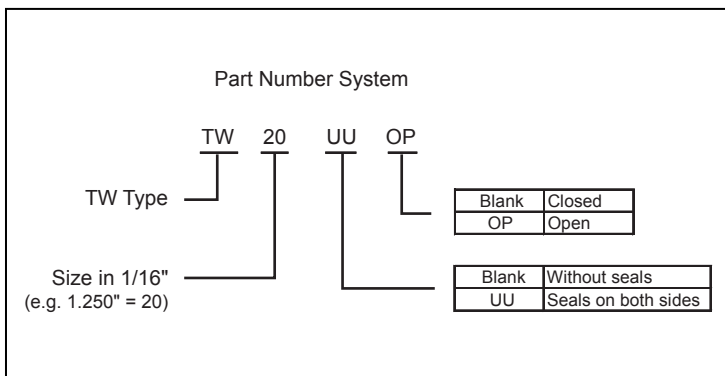 Part Number System
TW 20 UU OP
TW Type
Blank Closed
OP Open
Size in 1/16"
(e.g. 1.250" = 20)
Blank Without seals
UU Seals on both sides